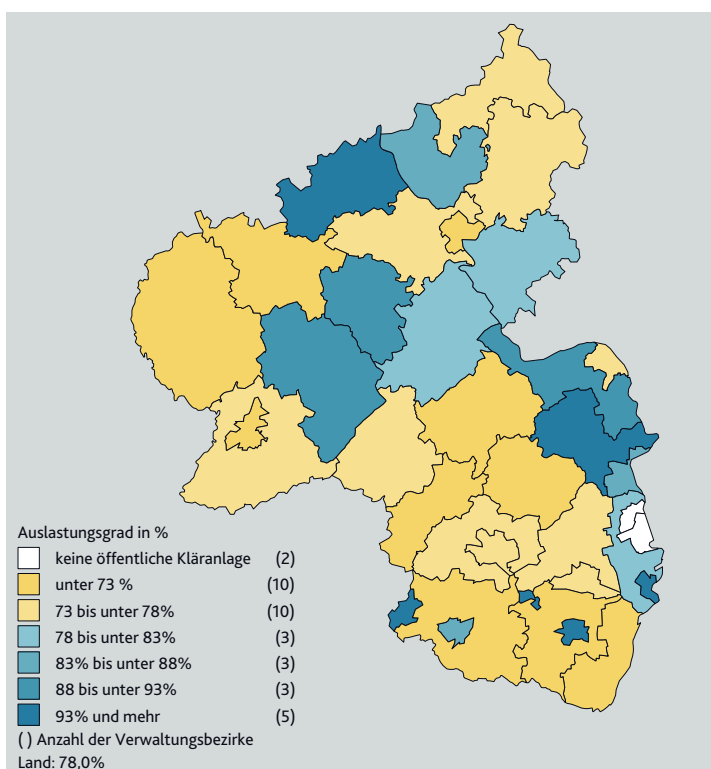 Auslastungsgrad in %
keine öffentliche Kläranlage (2)
unter 73 % (10)
73 bis unter 78% (10)
78 bis unter 83% (3)
83% bis unter 88% (3)
88 bis unter 93% (3)
93% und mehr (5)
( ) Anzahl der Verwaltungsbezirke
Land: 78,0%